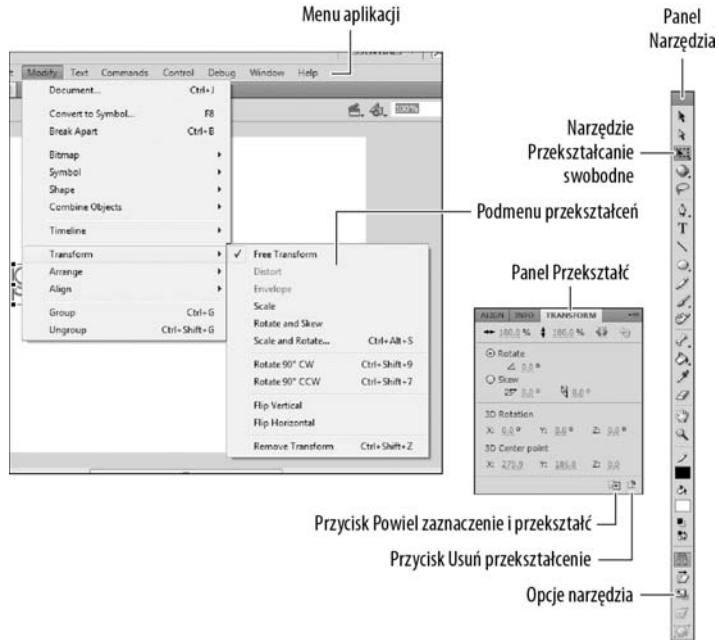 Menu aplikacji
Panel
Narzędzia
Modify Text Commands Control Debug Window Help
Document... Ctrl+J
Convert to Symbol... F8
Break Apart Ctrl+B
Bitmap
Symbol
Shape
Combine Objects
Timeline
Transform
Arrange
Align
Group Ctrl+G
Ungroup Ctrl+Shift+G
Free Transform
Distort
Envelope
Scale
Rotate and Skew
Scale and Rotate... Ctrl+Alt+S
Rotate 90° CW Ctrl+Shift+9
Rotate 90° CCW Ctrl+Shift+7
Flip Vertical
Flip Horizontal
Remove Transform Ctrl+Shift+Z
Narzędzie
Przekształcanie
swobodne
Podmenu przekształceń
Panel Przekształć
ALIGN INFO TRANSFORM
100.0 % 100.0 %
Rotate
0.0°
Skew
0.0° 0.0°
3D Rotation
X: 0.0° Y: 0.0° Z: 0.0°
3D Center point
X: 275.9 Y: 186.8 Z: 0.0
Przycisk Powiel zaznaczenie i przekształć
Przycisk Usuń przekształcenie
Opcje narzędzia
T